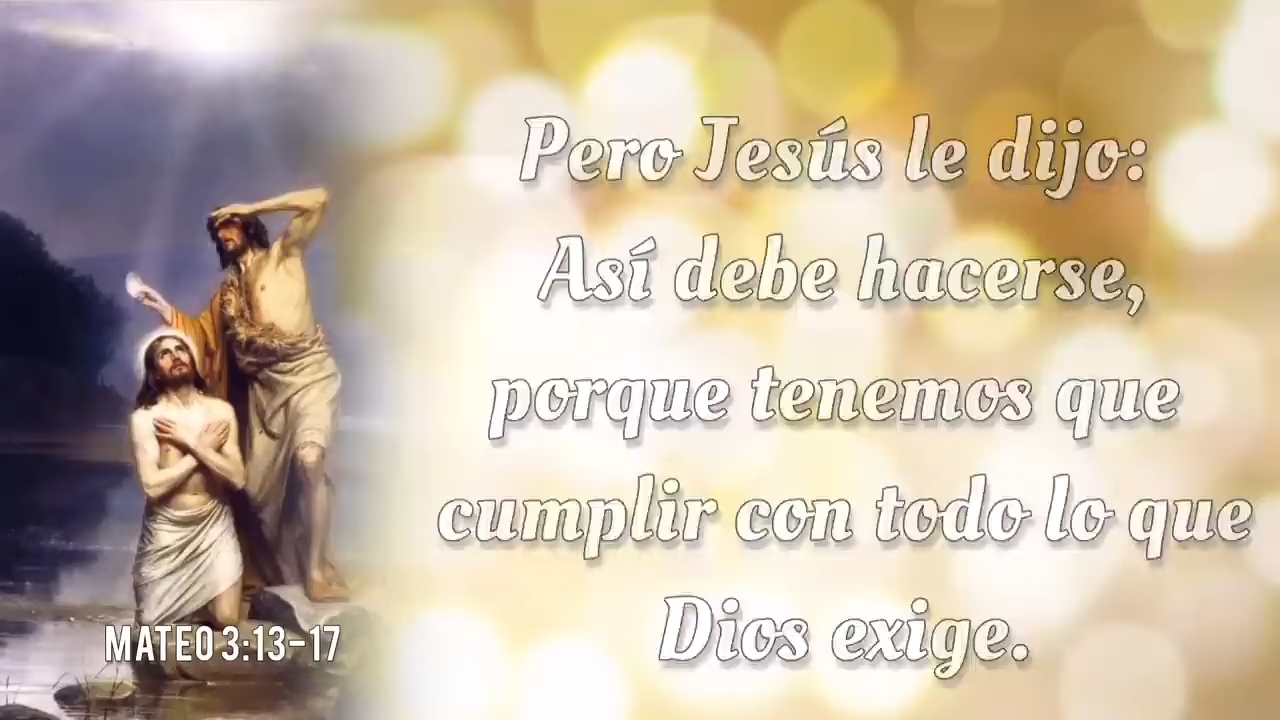 Pero Jesús le dijo:
Así debe hacerse,
porque tenemos que
cumplir con todo lo que
Dios exige.
MATEO 3:13-17